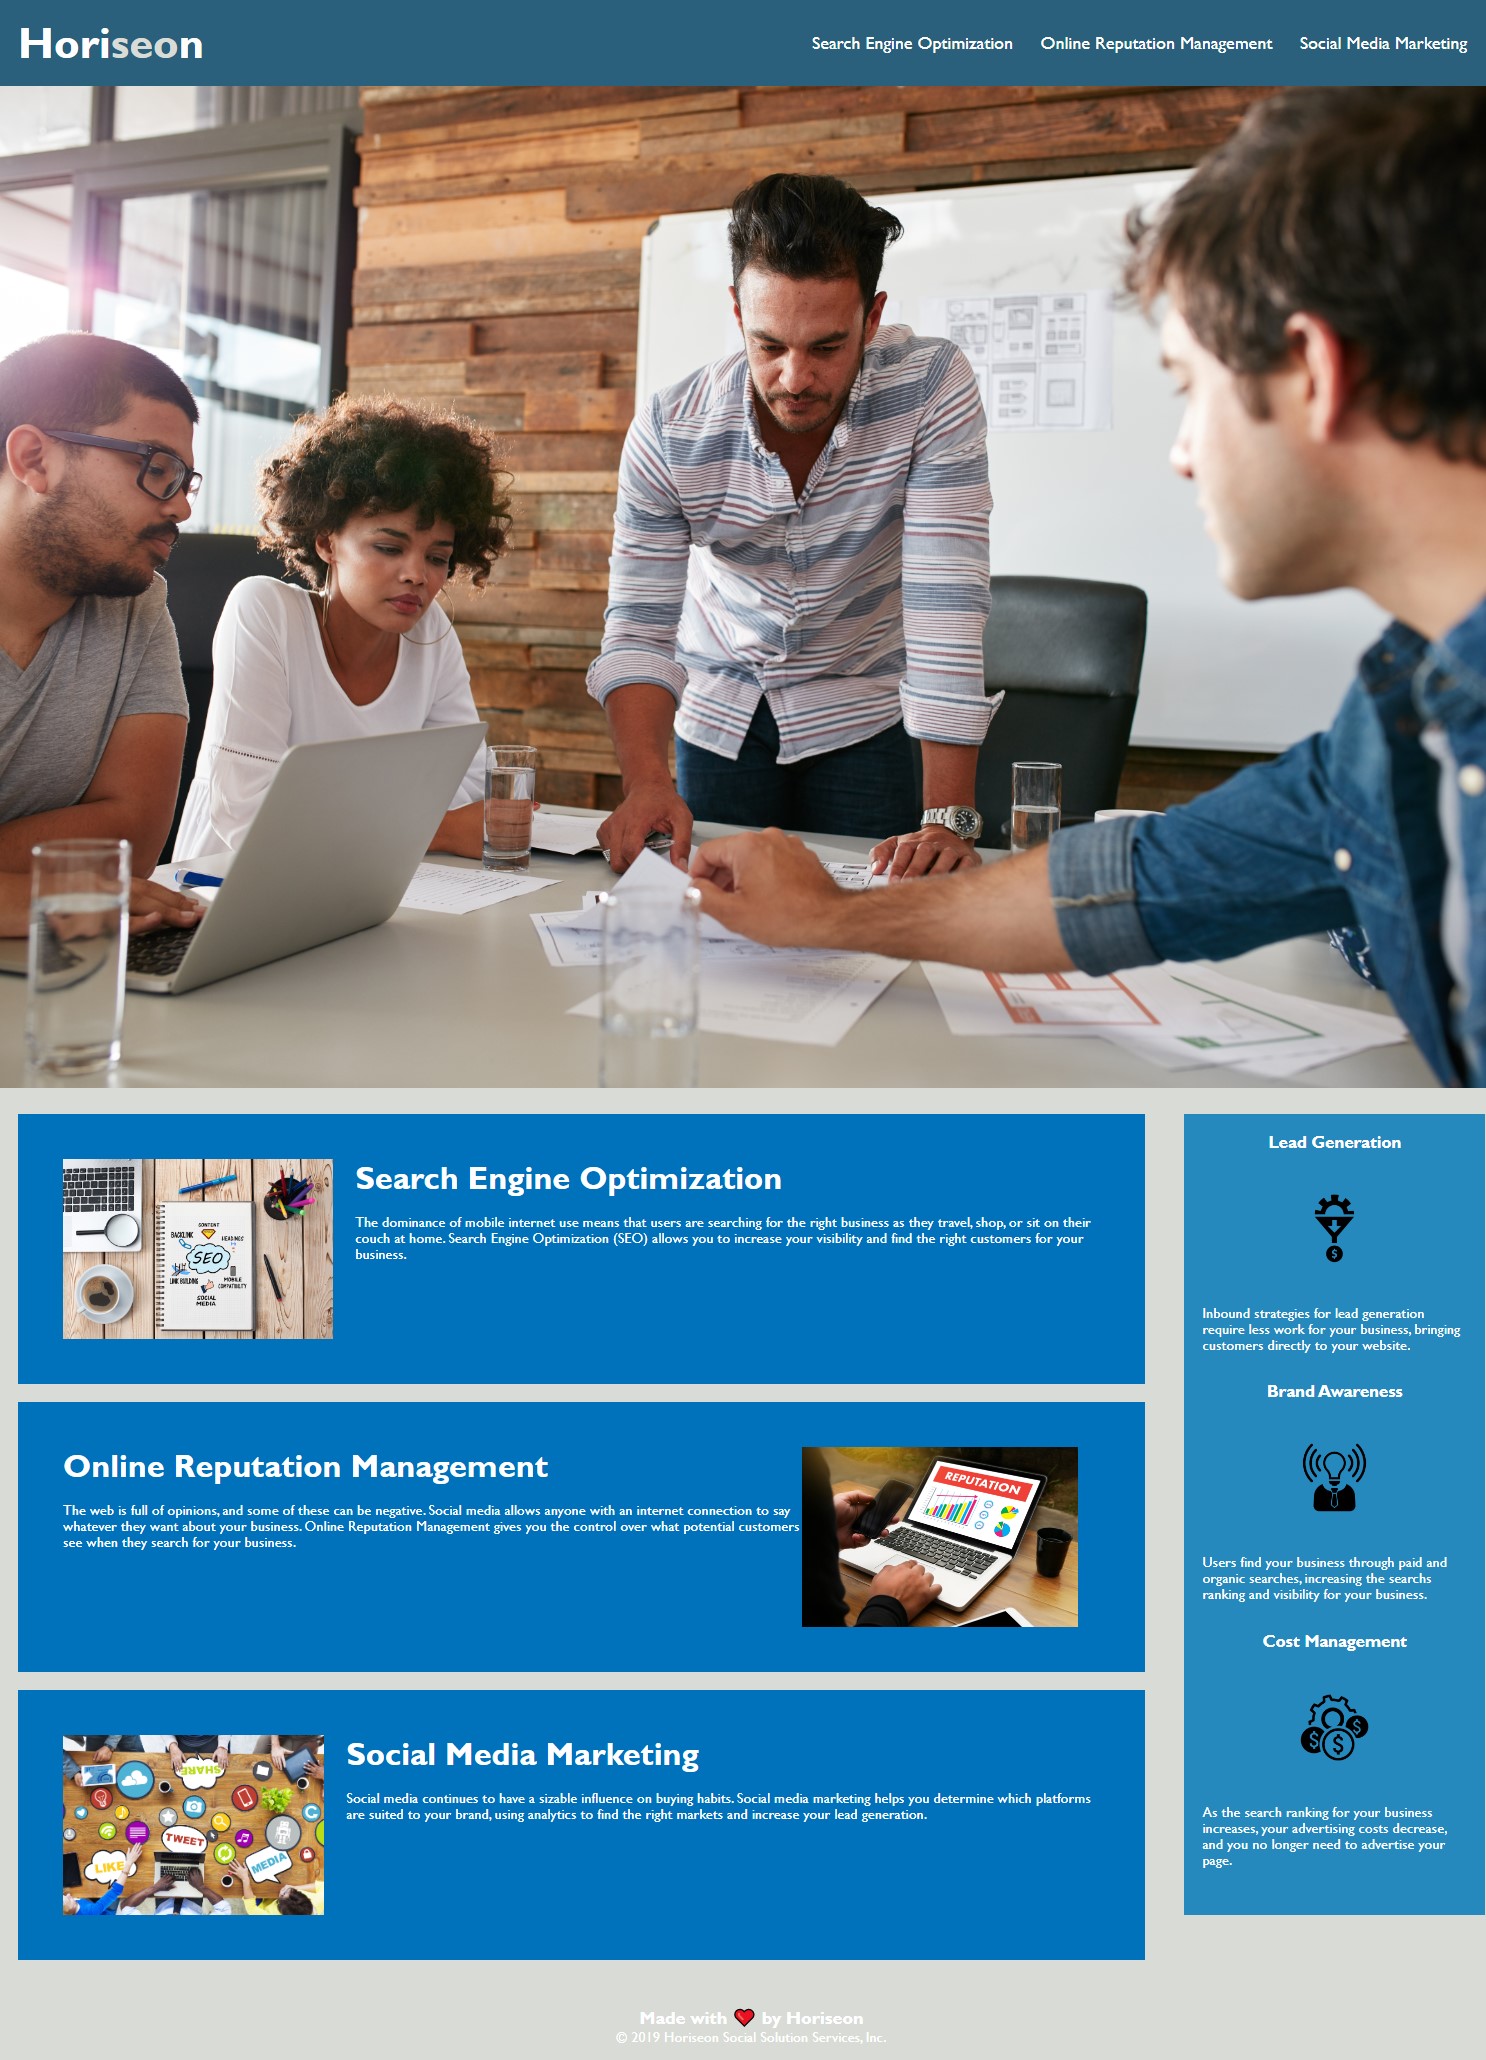 Horiseon
Search Engine Optimization
Online Reputation Management
Social Media Marketing
CONTENT
BACKLINK
HEADINGS
SEO
LINK BUILDING
MOBILE
COMPATIBILITY
SOCIAL
MEDIA
Search Engine Optimization
The dominance of mobile internet use means that users are searching for the right business as they travel, shop, or sit on their
couch at home. Search Engine Optimization (SEO) allows you to increase your visibility and find the right customers for your
business.
Online Reputation Management
The web is full of opinions, and some of these can be negative. Social media allows anyone with an internet connection to say
whatever they want about your business. Online Reputation Management gives you the control over what potential customers
see when they search for your business.
REPUTATION
SHARE
TWEET
LIKE
MEDIA
Social Media Marketing
Social media continues to have a sizable influence on buying habits. Social media marketing helps you determine which platforms
are suited to your brand, using analytics to find the right markets and increase your lead generation.
Lead Generation
$
Inbound strategies for lead generation
require less work for your business, bringing
customers directly to your website.
Brand Awareness
Users find your business through paid and
organic searches, increasing the searchs
ranking and visibility for your business.
Cost Management
$ $ $
As the search ranking for your business
increases, your advertising costs decrease,
and you no longer need to advertise your
page.
Made with ❤️ by Horiseon
© 2019 Horiseon Social Solution Services, Inc.